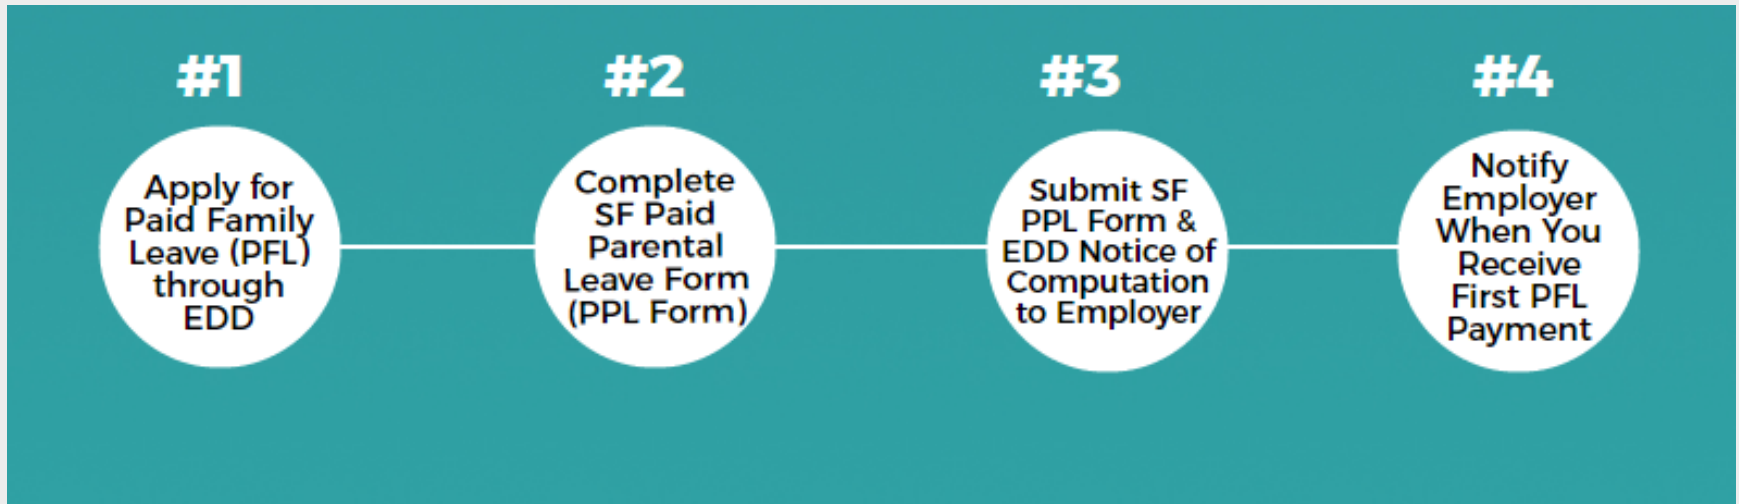 #1
Apply for
Paid Family
Leave (PFL)
through
EDD
#2
Complete
SF Paid
Parental
Leave Form
(PPL Form)
#3
Submit SF
PPL Form &
EDD Notice of
Computation
to Employer
#4
Notify
Employer
When You
Receive
First PFL
Payment